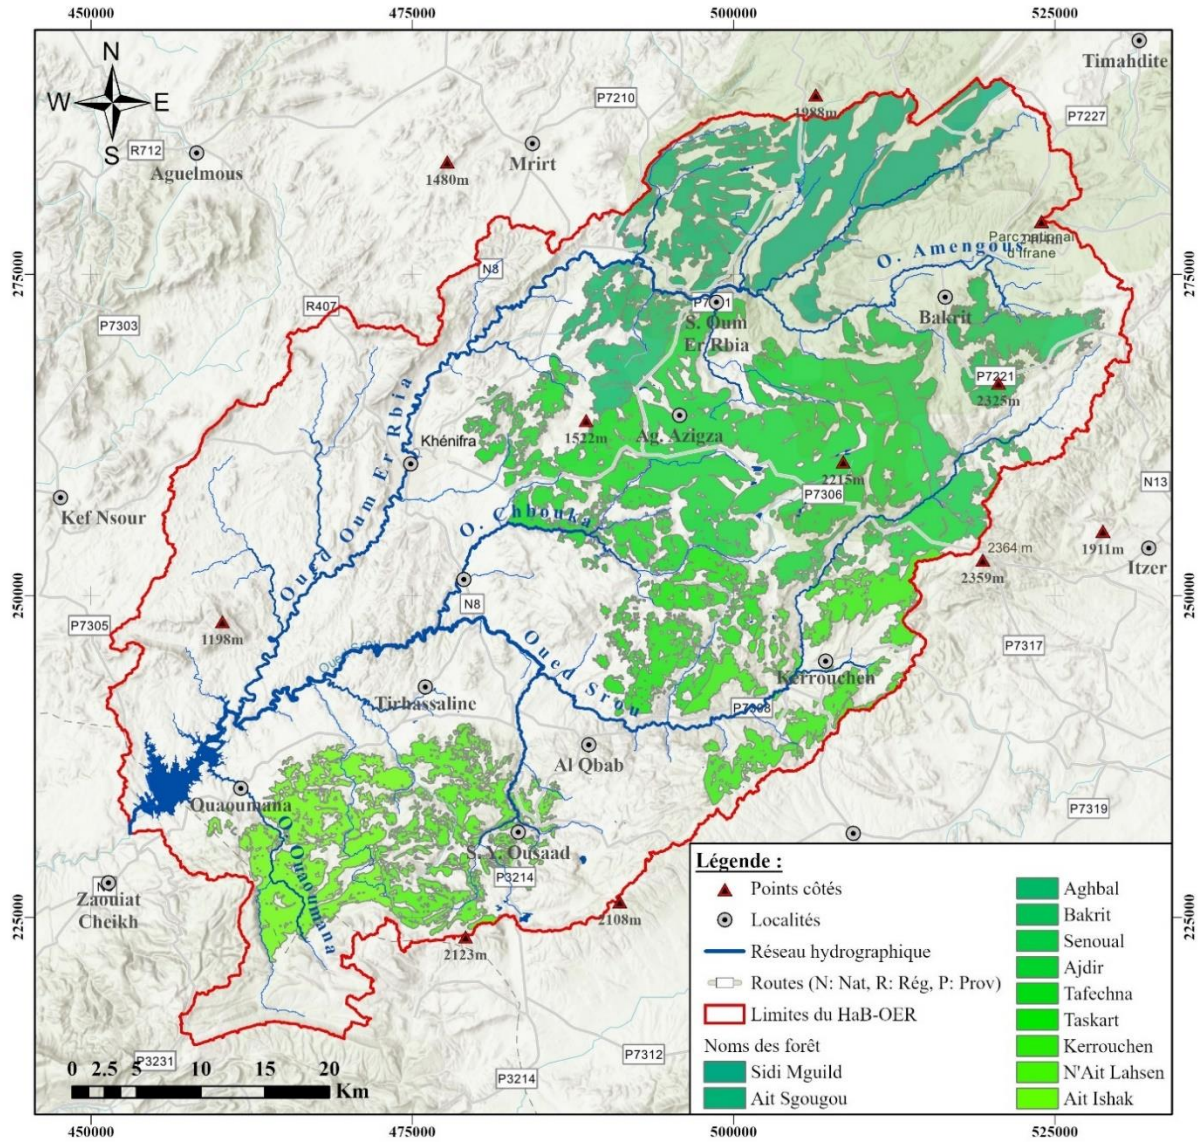 450000
475000
500000
525000
N
W
E
S
Timahdite
P7210
1988m
P7227
R712
Aguelmous
Mrirt
1480m
Parc national
d'Ifrane
O. Amengous
275000
275000
N8
R407
P7303
Bakrit
S. Oum
Er Rbia
P7221
2325m
Oued Oum Er Rbia
Khénifra
1522m
Ag. Azigza
2215m
P7306
N13
Kef Nsour
O. Chbouka
1911m
Itzer
2364 m
2359m
250000
250000
N8
P7305
1198m
Oued Srou
P7317
Kerrouchen
Tirhassaline
Al Qbab
P7319
Ouaoumana
O. Ouaoumana
S. Y. Ousaad
P3214
Zaouiat
Cheikh
225000
225000
2108m
2123m
P3231
P7312
P3214
0 2.5 5 10 15 20
Km
Légende :
Points côtés
Localités
Réseau hydrographique
Routes (N: Nat, R: Rég, P: Prov)
Limites du HaB-OER
Noms des forêt
Sidi Mguild
Ait Sgougou
Aghbal
Bakrit
Senoual
Ajdir
Tafechna
Taskart
Kerrouchen
N'Ait Lahsen
Ait Ishak
450000
475000
500000
525000